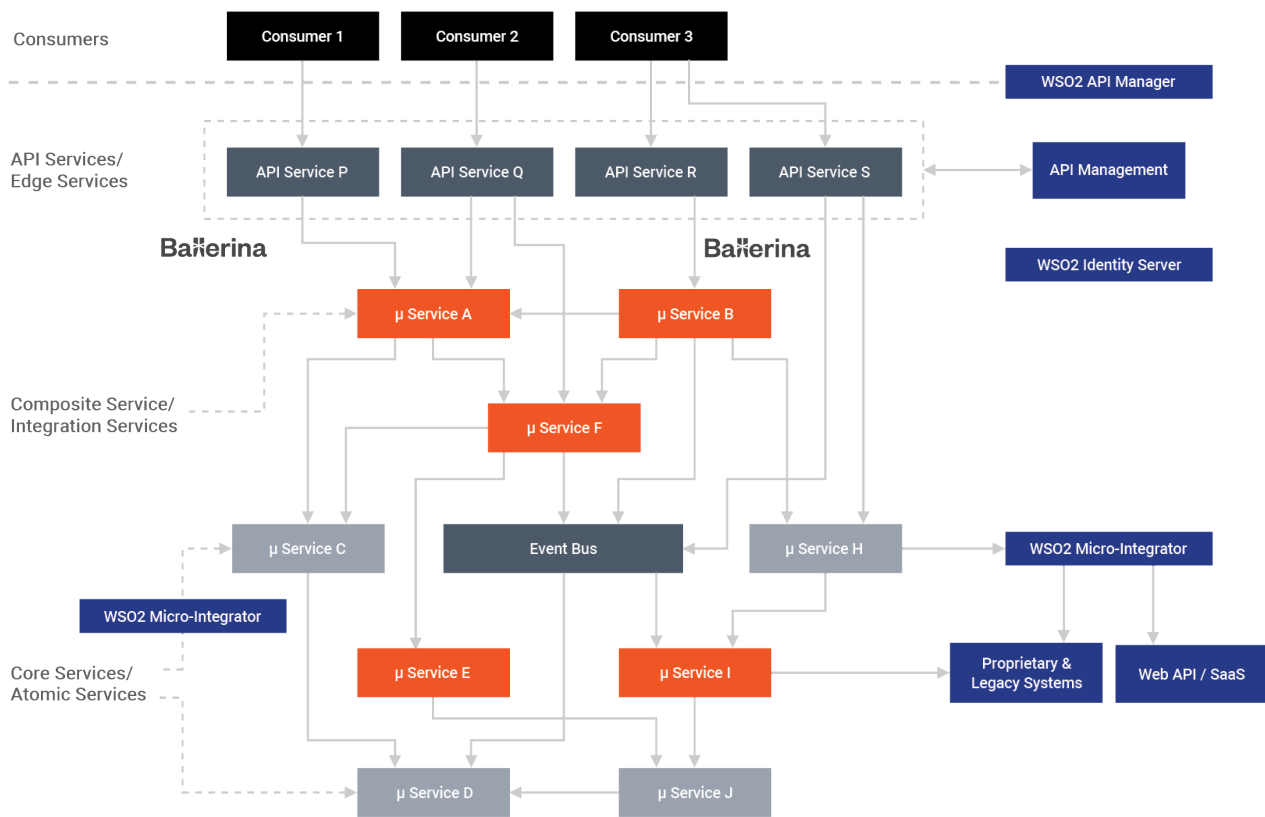 Consumers
Consumer 1
Consumer 2
Consumer 3
WSO2 API Manager
API Services/
Edge Services
API Service P
API Service Q
API Service R
API Service S
API Management
Ballerina
Ballerina
WSO2 Identity Server
µ Service A
µ Service B
Composite Service/
Integration Services
µ Service F
µ Service C
Event Bus
µ Service H
WSO2 Micro-Integrator
WSO2 Micro-Integrator
Core Services/
Atomic Services
µ Service E
µ Service I
Proprietary &
Legacy Systems
Web API / SaaS
µ Service D
µ Service J